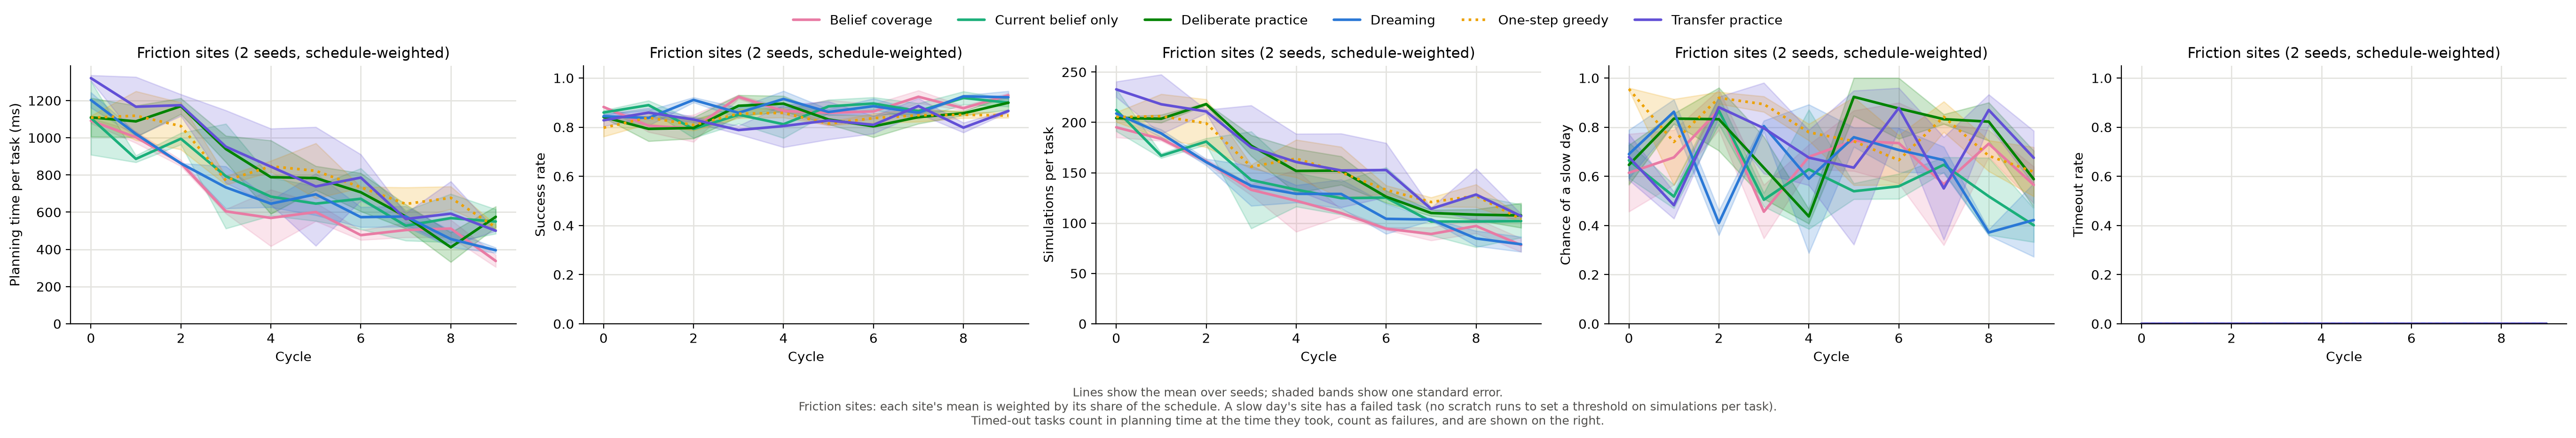 Belief coverage Current belief only Deliberate practice Dreaming One-step greedy Transfer practice
Friction sites (2 seeds, schedule-weighted)
Planning time per task (ms)
1200
1000
800
600
400
200
0
0 2 4 6 8
Cycle
Friction sites (2 seeds, schedule-weighted)
Success rate
1.0
0.8
0.6
0.4
0.2
0.0
0 2 4 6 8
Cycle
Friction sites (2 seeds, schedule-weighted)
Simulations per task
250
200
150
100
50
0
0 2 4 6 8
Cycle
Friction sites (2 seeds, schedule-weighted)
Chance of a slow day
1.0
0.8
0.6
0.4
0.2
0.0
0 2 4 6 8
Cycle
Friction sites (2 seeds, schedule-weighted)
Timeout rate
1.0
0.8
0.6
0.4
0.2
0.0
0 2 4 6 8
Cycle
Lines show the mean over seeds; shaded bands show one standard error.
Friction sites: each site's mean is weighted by its share of the schedule. A slow day's site has a failed task (no scratch runs to set a threshold on simulations per task).
Timed-out tasks count in planning time at the time they took, count as failures, and are shown on the right.